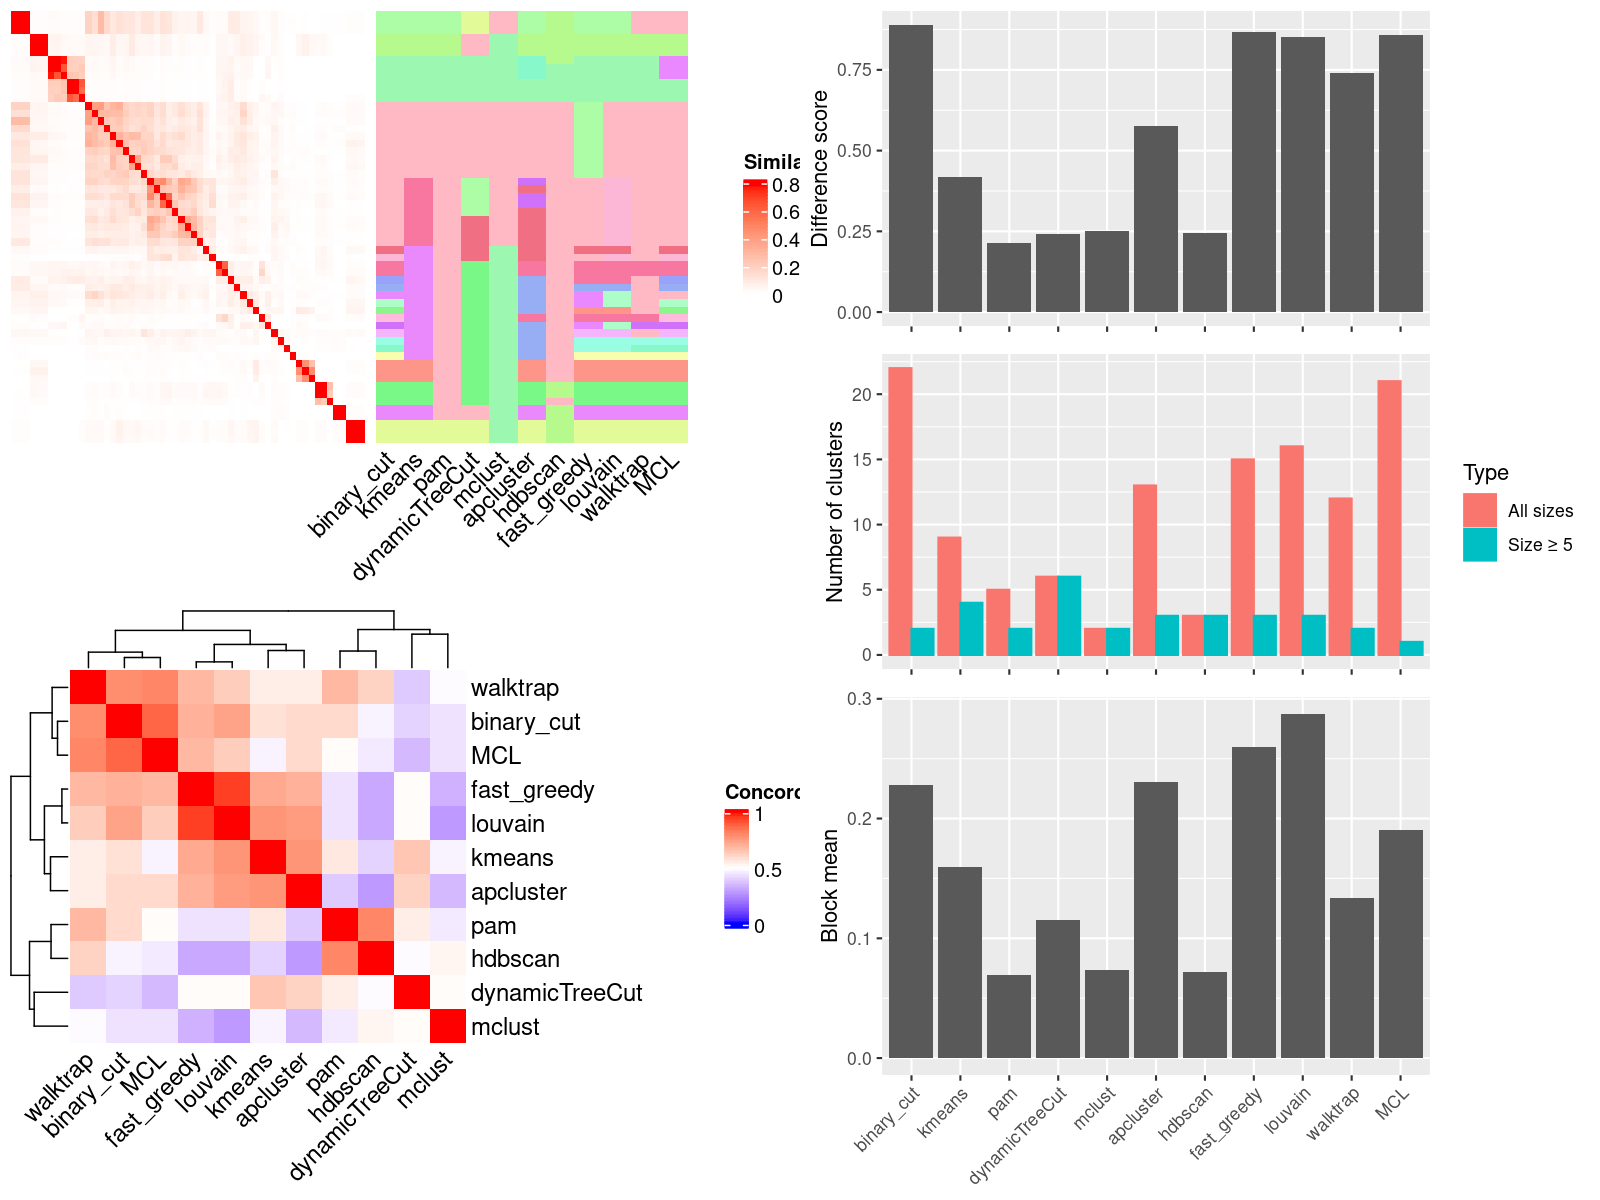 Simila
0.8
0.6
0.4
0.2
0
binary_cut
kmeans
pam
dynamicTreeCut
mclust
apcluster
hdbscan
fast_greedy
louvain
walktrap
MCL
walktrap
binary_cut
MCL
fast_greedy
louvain
kmeans
apcluster
pam
hdbscan
dynamicTreeCut
mclust
walktrap
binary_cut
MCL
fast_greedy
louvain
kmeans
apcluster
pam
hdbscan
dynamicTreeCut
mclust
Concord
1
0.5
0
Difference score
0.75
0.50
0.25
0.00
Number of clusters
20
15
10
5
0
Type
All sizes
Size ≥ 5
Block mean
0.3
0.2
0.1
0.0
binary_cut
kmeans
pam
dynamicTreeCut
mclust
apcluster
hdbscan
fast_greedy
louvain
walktrap
MCL